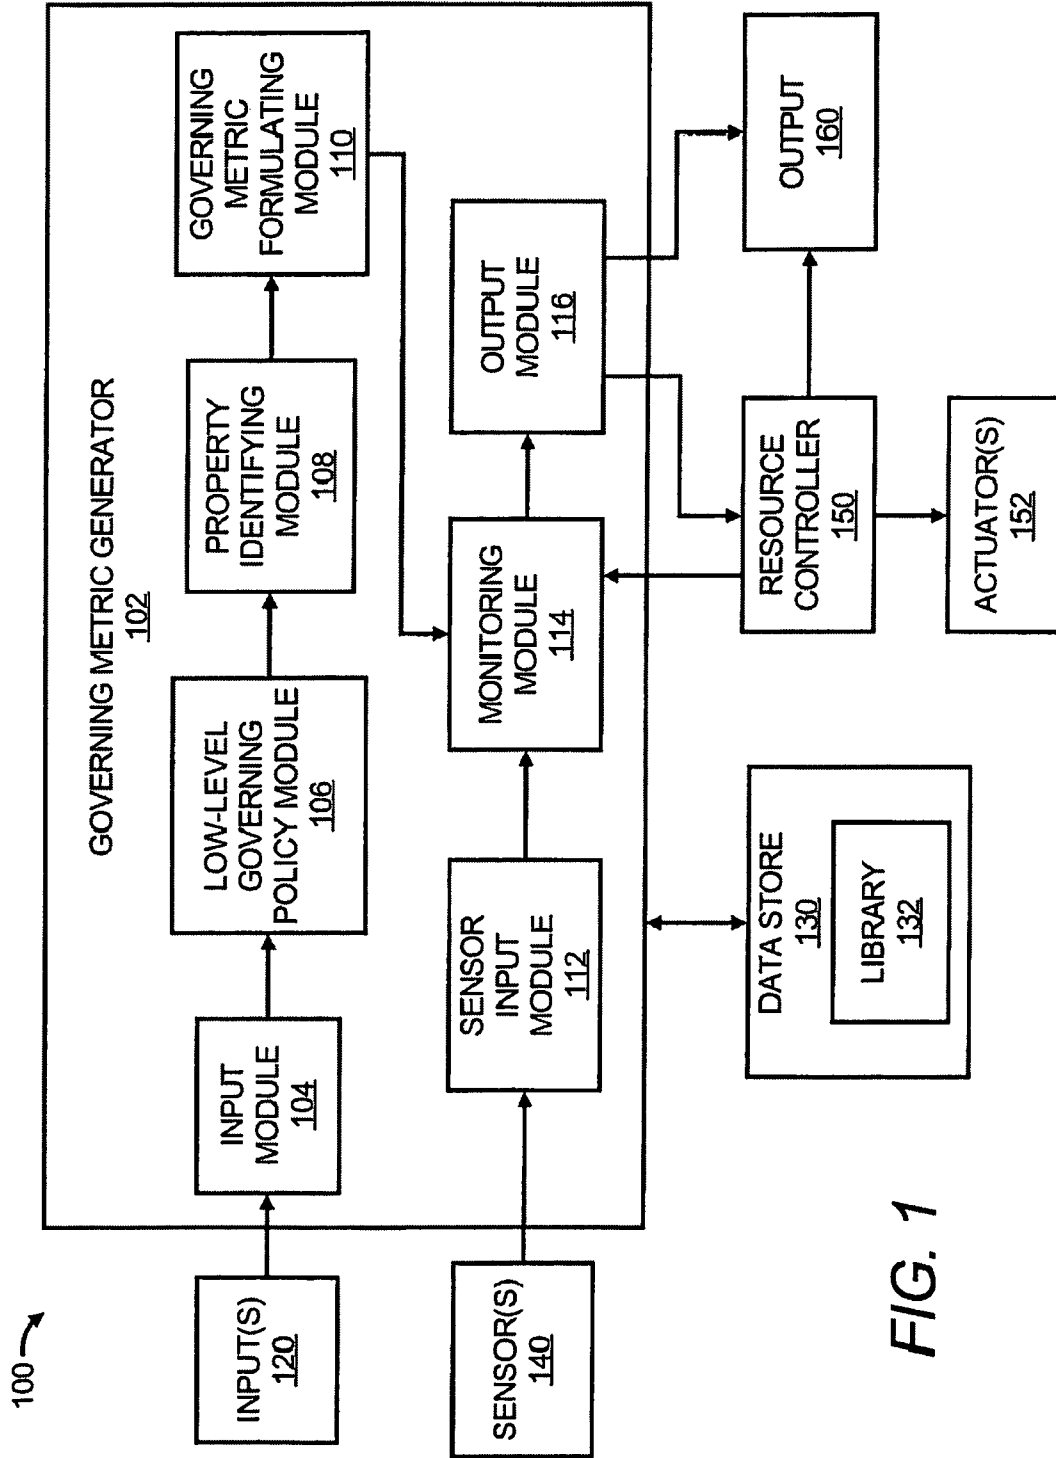 100
GOVERNING METRIC GENERATOR
102
INPUT(S)
120
INPUT
MODULE
104
LOW-LEVEL
GOVERNING
POLICY MODULE
106
PROPERTY
IDENTIFYING
MODULE
108
GOVERNING
METRIC
FORMULATING
MODULE
110
SENSOR(S)
140
SENSOR
INPUT
MODULE
112
MONITORING
MODULE
114
OUTPUT
MODULE
116
DATA STORE
130
LIBRARY
132
RESOURCE
CONTROLLER
150
OUTPUT
160
ACTUATOR(S)
152
FIG. 1